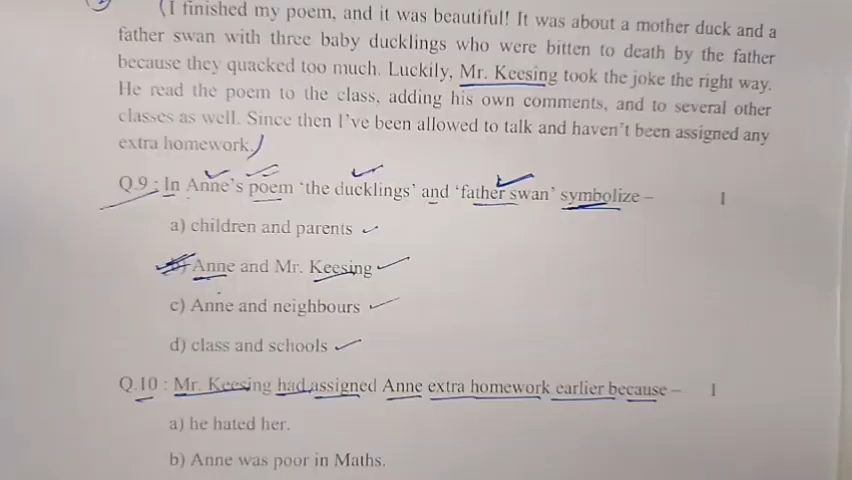 (I finished my poem, and it was beautiful! It was about a mother duck and a
father swan with three baby ducklings who were bitten to death by the father
because they quacked too much. Luckily, Mr. Keesing took the joke the right way.
He read the poem to the class, adding his own comments, and to several other
classes as well. Since then I've been allowed to talk and haven't been assigned any
extra homework.)
Q.9 : In Anne's poem 'the ducklings' and 'father swan' symbolize – 1
a) children and parents
b) Anne and Mr. Keesing
c) Anne and neighbours
d) class and schools
Q.10 : Mr. Keesing had assigned Anne extra homework earlier because – 1
a) he hated her.
b) Anne was poor in Maths.